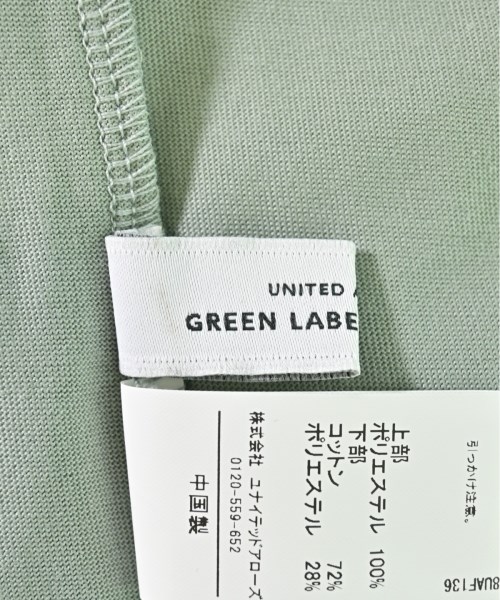 UNITED
GREEN LABE
引っかけ注意。
上部
ポリエステル 100%
下部
コットン 72%
ポリエステル 28%
株式会社 ユナイテッドアローズ
0120-559-652
中国製
8UAF136